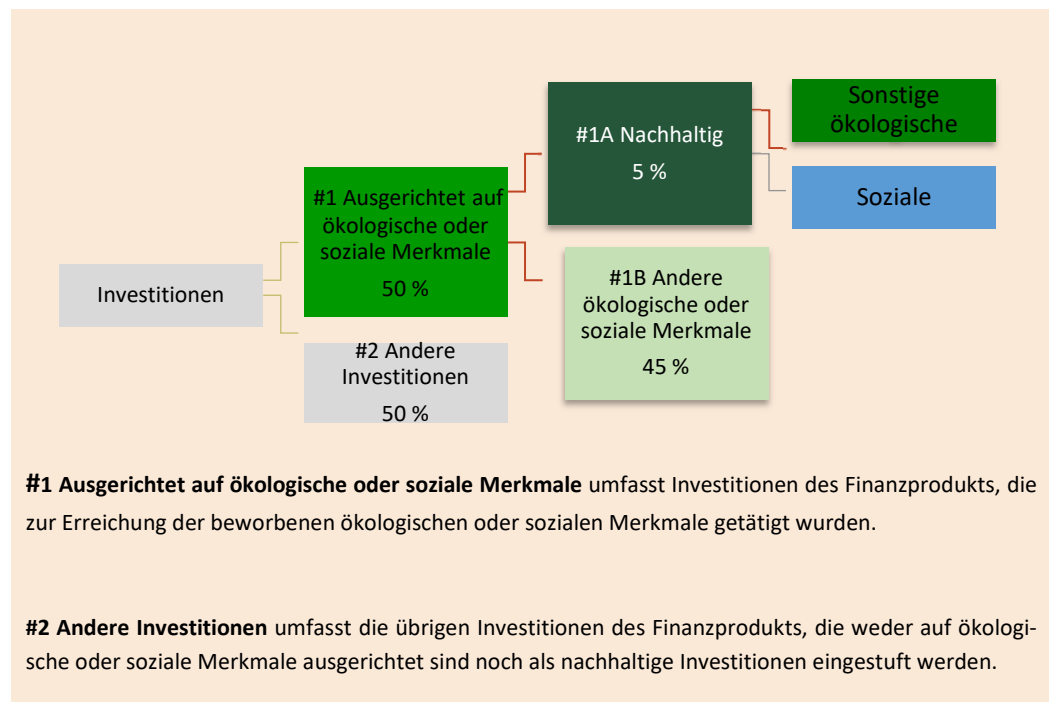 Investitionen
#1 Ausgerichtet auf
ökologische oder
soziale Merkmale
50 %
#2 Andere
Investitionen
50 %
#1A Nachhaltig
5 %
#1B Andere
ökologische oder
soziale Merkmale
45 %
Sonstige
ökologische
Soziale
#1 Ausgerichtet auf ökologische oder soziale Merkmale umfasst Investitionen des Finanzprodukts, die
zur Erreichung der beworbenen ökologischen oder sozialen Merkmale getätigt wurden.
#2 Andere Investitionen umfasst die übrigen Investitionen des Finanzprodukts, die weder auf ökologi-
sche oder soziale Merkmale ausgerichtet sind noch als nachhaltige Investitionen eingestuft werden.